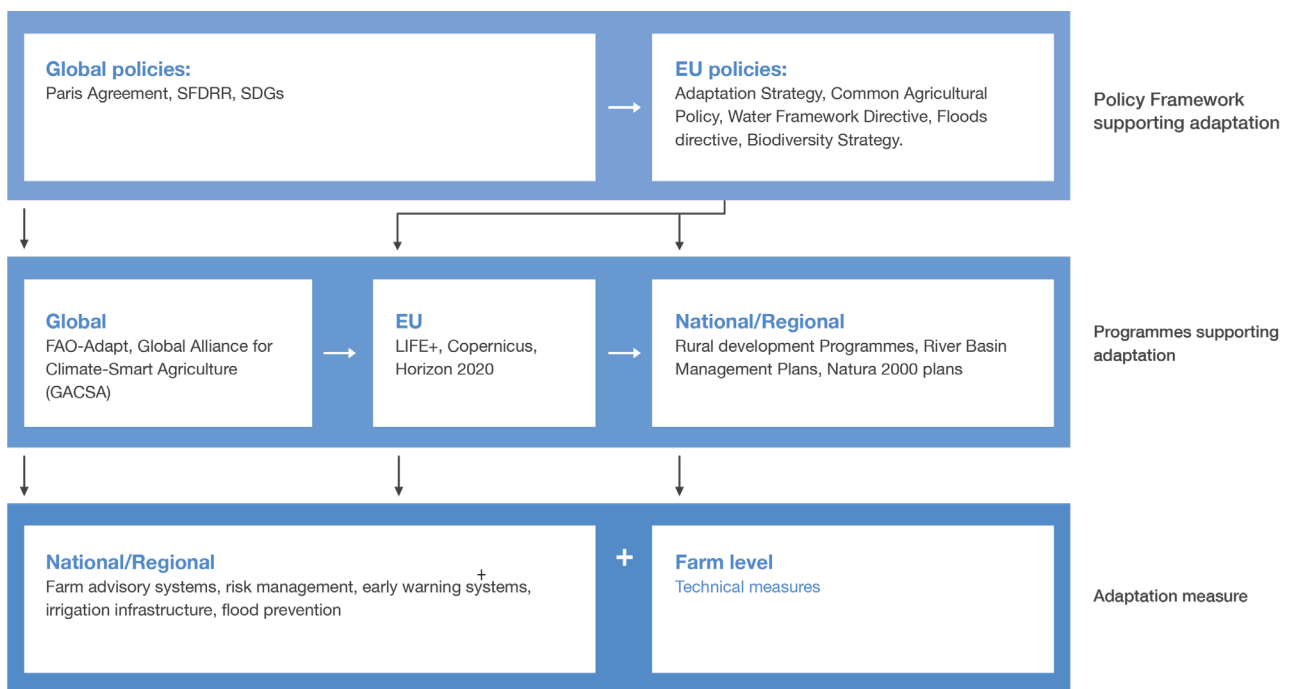 Global policies:
Paris Agreement, SFDRR, SDGs
EU policies:
Adaptation Strategy, Common Agricultural
Policy, Water Framework Directive, Floods
directive, Biodiversity Strategy.
Policy Framework
supporting adaptation
Global
FAO-Adapt, Global Alliance for
Climate-Smart Agriculture
(GACSA)
EU
LIFE+, Copernicus,
Horizon 2020
National/Regional
Rural development Programmes, River Basin
Management Plans, Natura 2000 plans
Programmes supporting
adaptation
National/Regional
Farm advisory systems, risk management, early warning systems,
irrigation infrastructure, flood prevention
+
Farm level
Technical measures
Adaptation measure